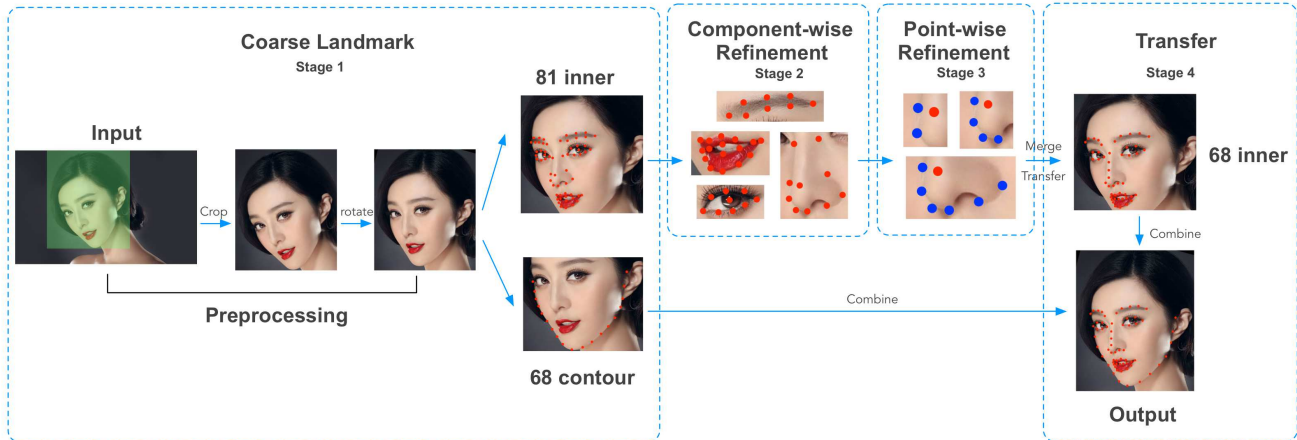 Coarse Landmark
Stage 1
Input
Crop
rotate
Preprocessing
81 inner
68 contour
Component-wise
Refinement
Stage 2
Point-wise
Refinement
Stage 3
Merge
Transfer
Transfer
Stage 4
68 inner
Combine
Combine
Output